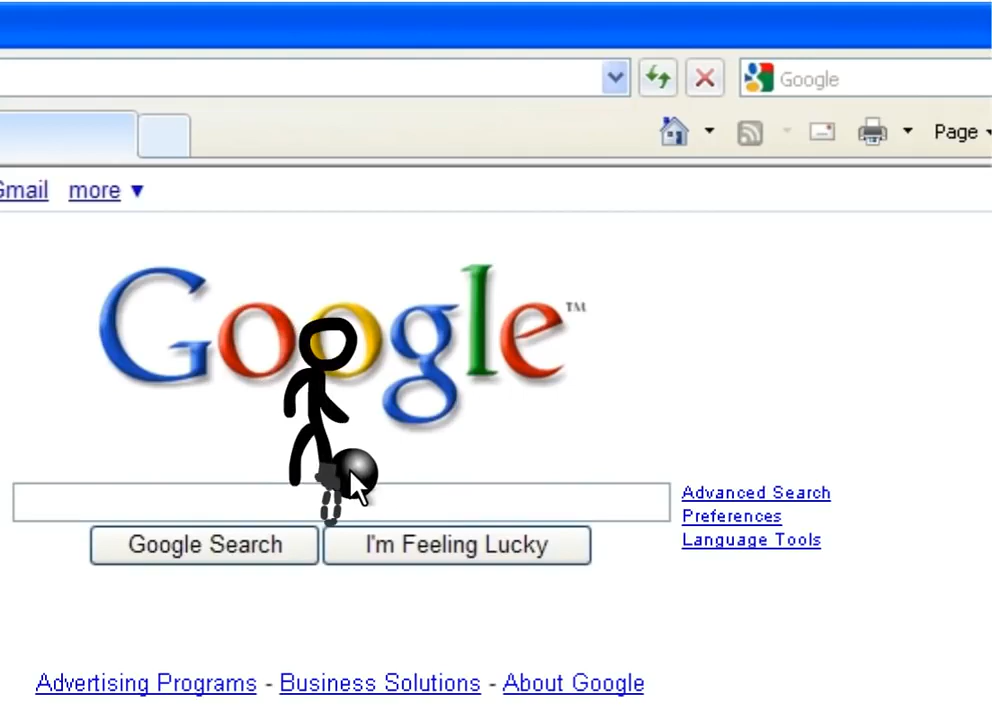 Google
Page
Gmail more ▼
Google™
Advanced Search
Preferences
Language Tools
Google Search I'm Feeling Lucky
Advertising Programs - Business Solutions - About Google